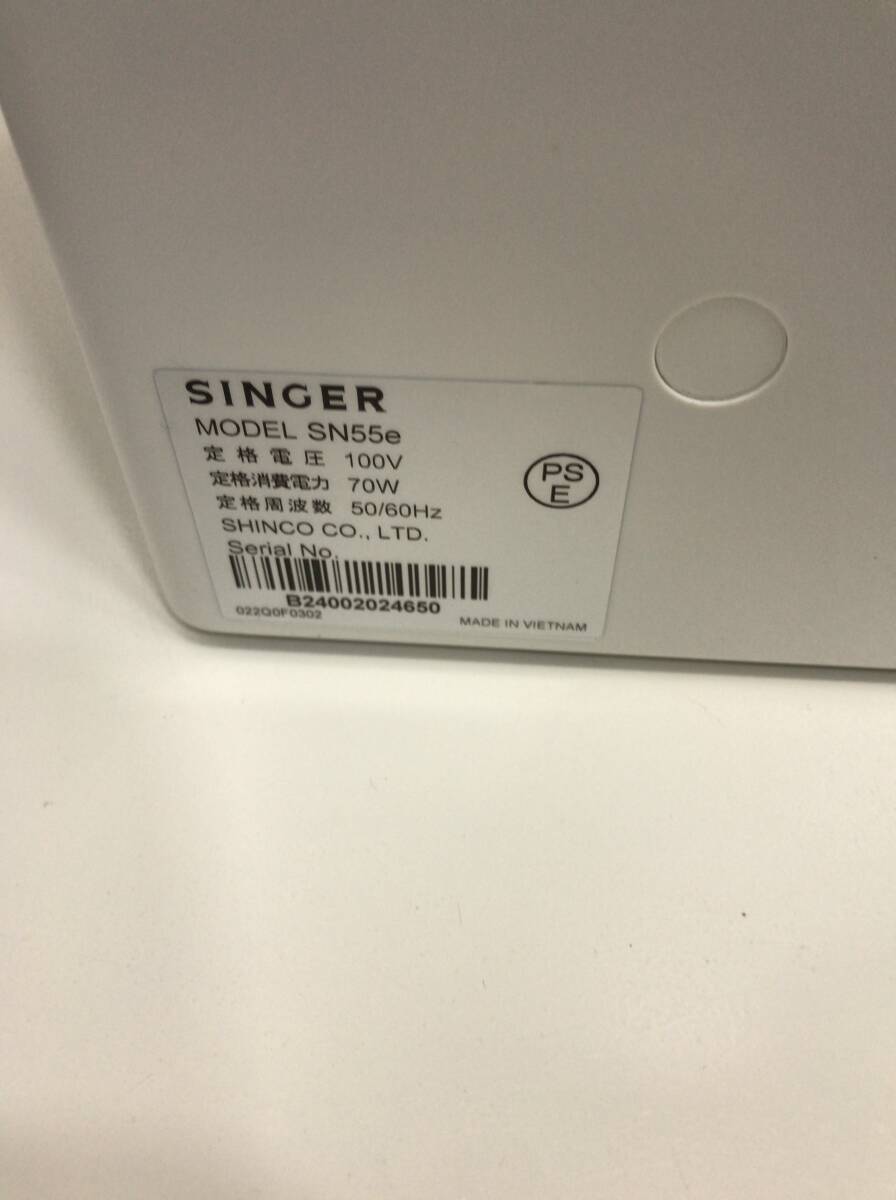 SINGER
MODEL SN55e
定格電圧 100V
定格消費電力 70W
定格周波数 50/60Hz
SHINCO CO., LTD.
Serial No.
B24002024650
022Q0F0302
MADE IN VIETNAM
PS
E